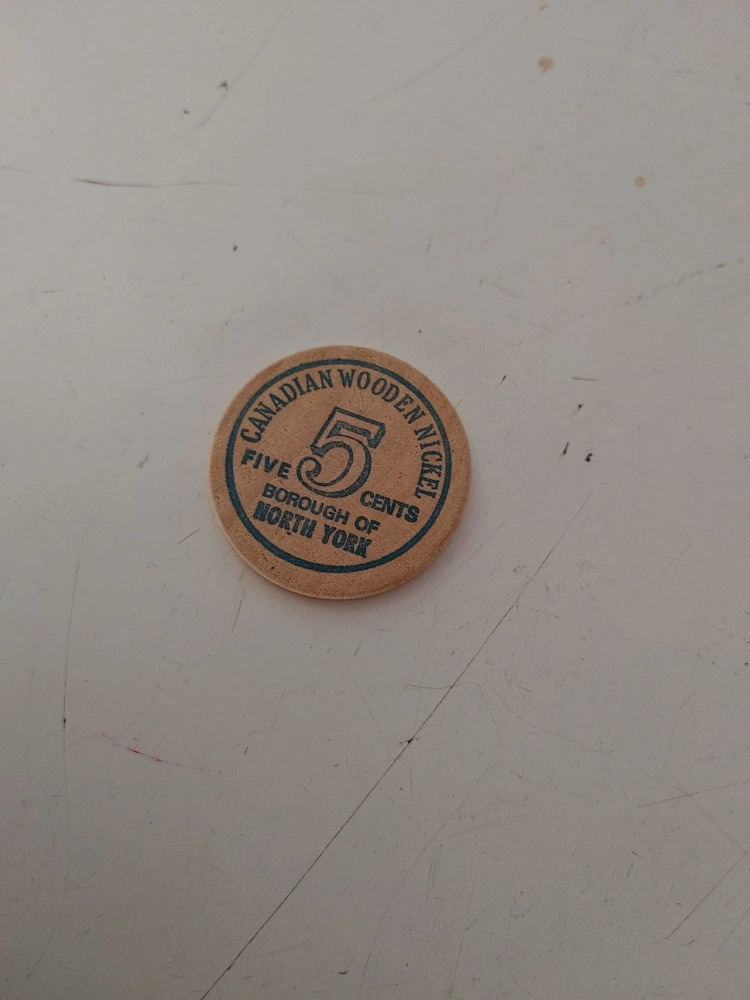 CANADIAN WOODEN NICKEL
5
FIVE CENTS
BOROUGH OF
NORTH YORK